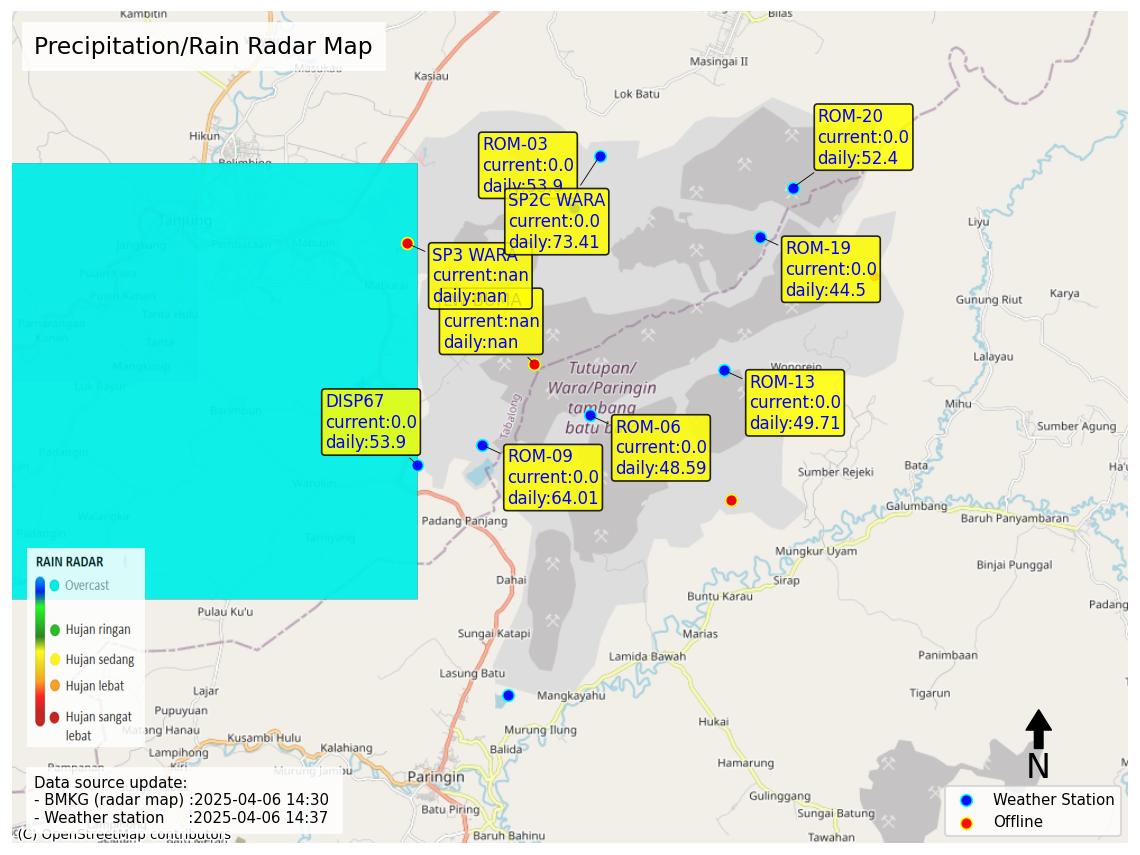 Kambitin
Bilas
Precipitation/Rain Radar Map
Masukau
Masingai II
Kasiau
Lok Batu
Hikun
Belimbing
ROM-20
current:0.0
daily:52.4
ROM-03
current:0.0
daily:53.9
SP2C WARA
current:0.0
daily:73.41
Tanjung
Liyu
SP3 WARA
current:nan
daily:nan
ROM-19
current:0.0
daily:44.5
Mabuai
Karya
Gunung Riut
current:nan
daily:nan
Lalayau
Tutupan/
Wara/Paringin
tambang
batu b
Wonorejo
ROM-13
current:0.0
daily:49.71
Mihu
Tabalong
DISP67
current:0.0
daily:53.9
ROM-06
current:0.0
daily:48.59
Sumber Agung
ROM-09
current:0.0
daily:64.01
Sumber Rejeki
Bata
Ha'u
Galumbang
Baruh Panyambaran
Padang Panjang
Mungkur Uyam
Binjai Punggal
RAIN RADAR
Overcast
Hujan ringan
Hujan sedang
Hujan lebat
Hujan sangat
lebat
Dahai
Sirap
Buntu Karau
Padang
Pulau Ku'u
Sungai Katapi
Marias
Lamida Bawah
Panimbaan
Lasung Batu
Lajar
Mangkayahu
Tigarun
Pupuyuan
Matang Hanau
Murung Ilung
Hukai
Kusambi Hulu
Kalahiang
Lampihong
Balida
Hamarung
N
Murung Jambu
Paringin
Gulinggang
Data source update:
- BMKG (radar map) :2025-04-06 14:30
- Weather station :2025-04-06 14:37
Batu Piring
Sungai Batung
Weather Station
Offline
(C) OpenStreetMap contributors
Baruh Bahinu
Tawahan